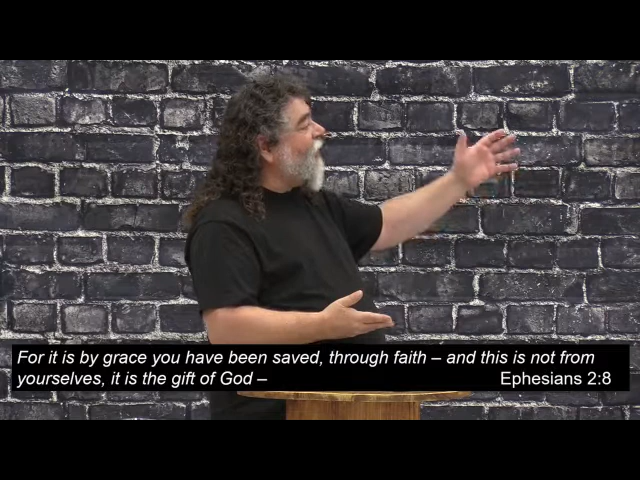 For it is by grace you have been saved, through faith – and this is not from
yourselves, it is the gift of God – Ephesians 2:8